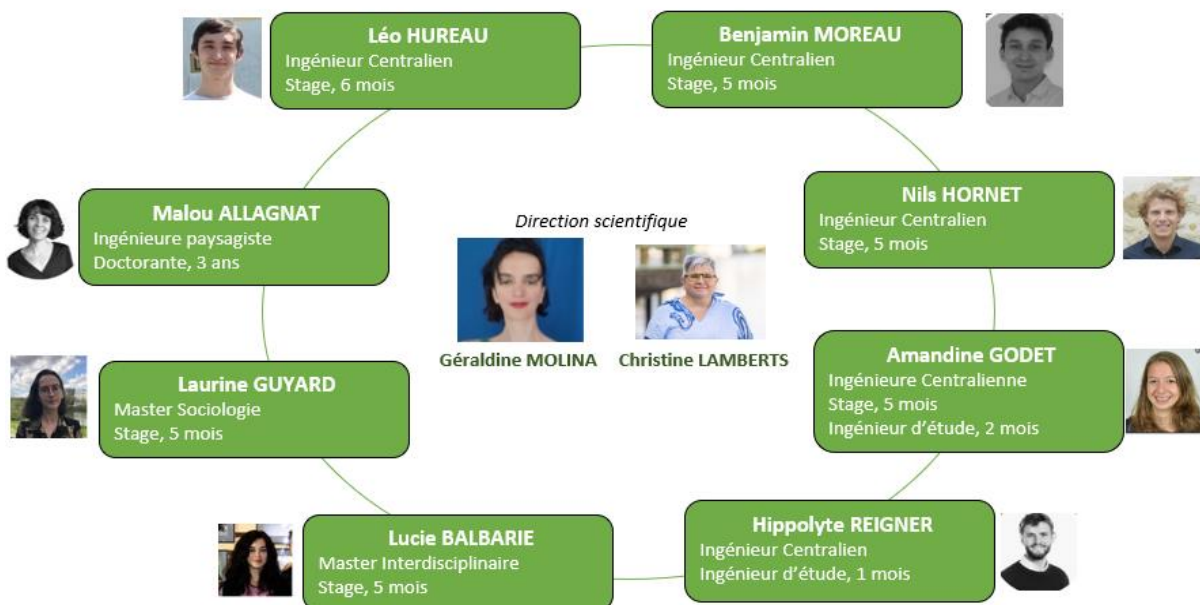 Léo HUREAU
Ingénieur Centralien
Stage, 6 mois
Benjamin MOREAU
Ingénieur Centralien
Stage, 5 mois
Malou ALLAGNAT
Ingénieure paysagiste
Doctorante, 3 ans
Direction scientifique
Géraldine MOLINA
Christine LAMBERTS
Nils HORNET
Ingénieur Centralien
Stage, 5 mois
Laurine GUYARD
Master Sociologie
Stage, 5 mois
Amandine GODET
Ingénieure Centralienne
Stage, 5 mois
Ingénieur d'étude, 2 mois
Lucie BALBARIE
Master Interdisciplinaire
Stage, 5 mois
Hippolyte REIGNER
Ingénieur Centralien
Ingénieur d'étude, 1 mois